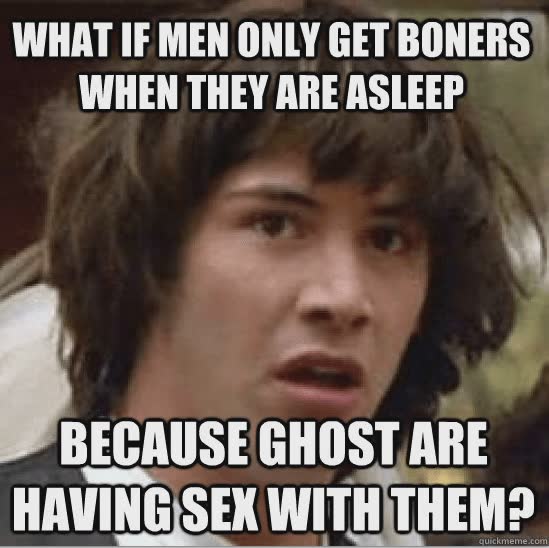 WHAT IF MEN ONLY GET BONERS
WHEN THEY ARE ASLEEP
BECAUSE GHOST ARE
HAVING SEX WITH THEM?
quickmeme.com